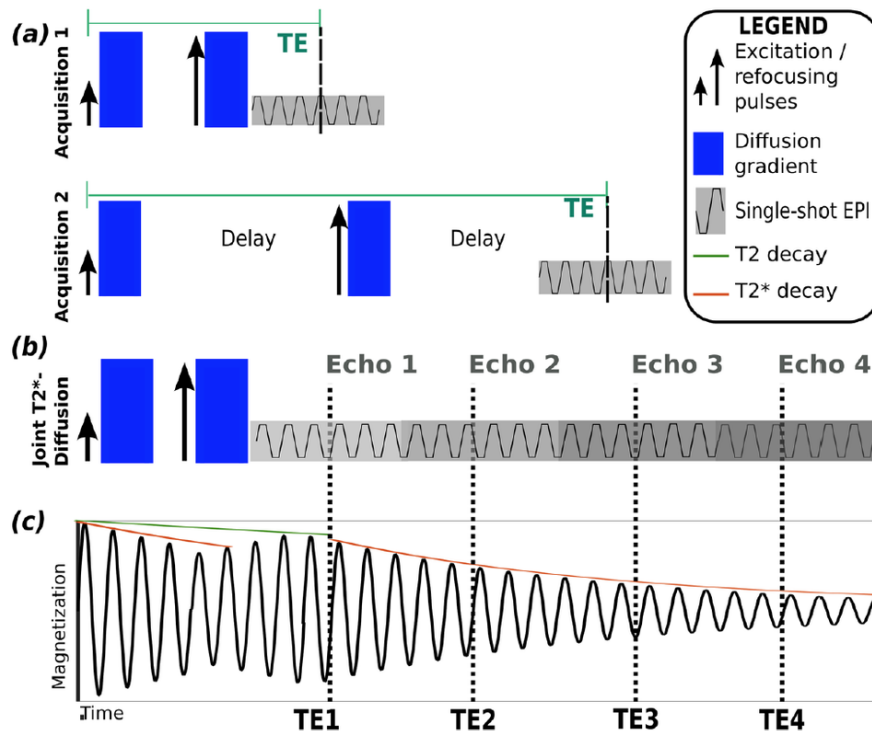 (a)
Acquisition 1
TE
Acquisition 2
Delay
Delay
TE
LEGEND
Excitation /
refocusing
pulses
Diffusion
gradient
Single-shot EPI
T2 decay
T2* decay
(b)
Joint T2*-
Diffusion
Echo 1
Echo 2
Echo 3
Echo 4
(c)
Magnetization
Time
TE1
TE2
TE3
TE4